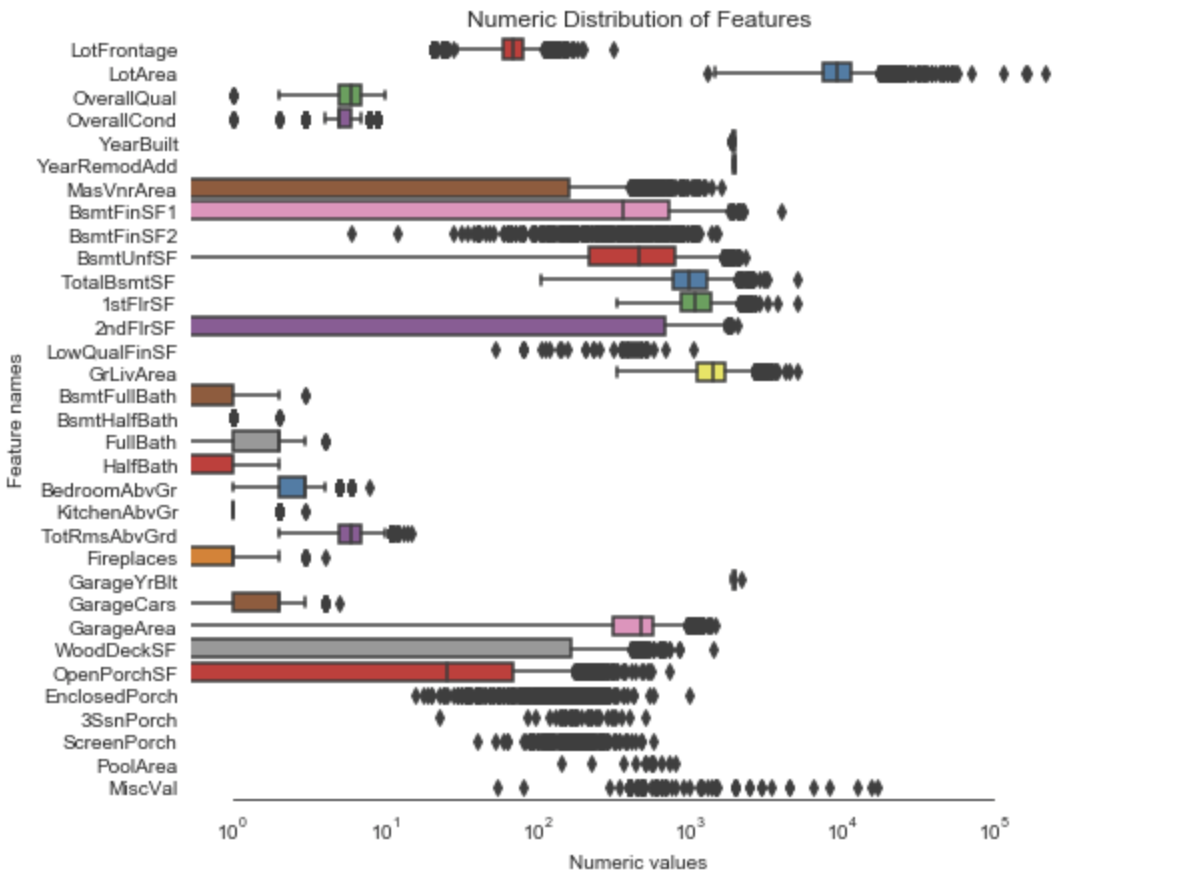 Numeric Distribution of Features
LotFrontage
LotArea
OverallQual
OverallCond
YearBuilt
YearRemodAdd
MasVnrArea
BsmtFinSF1
BsmtFinSF2
BsmtUnfSF
TotalBsmtSF
1stFlrSF
2ndFlrSF
LowQualFinSF
GrLivArea
BsmtFullBath
BsmtHalfBath
FullBath
HalfBath
BedroomAbvGr
KitchenAbvGr
TotRmsAbvGrd
Fireplaces
GarageYrBlt
GarageCars
GarageArea
WoodDeckSF
OpenPorchSF
EnclosedPorch
3SsnPorch
ScreenPorch
PoolArea
MiscVal
Feature names
10⁰ 10¹ 10² 10³ 10⁴ 10⁵
Numeric values